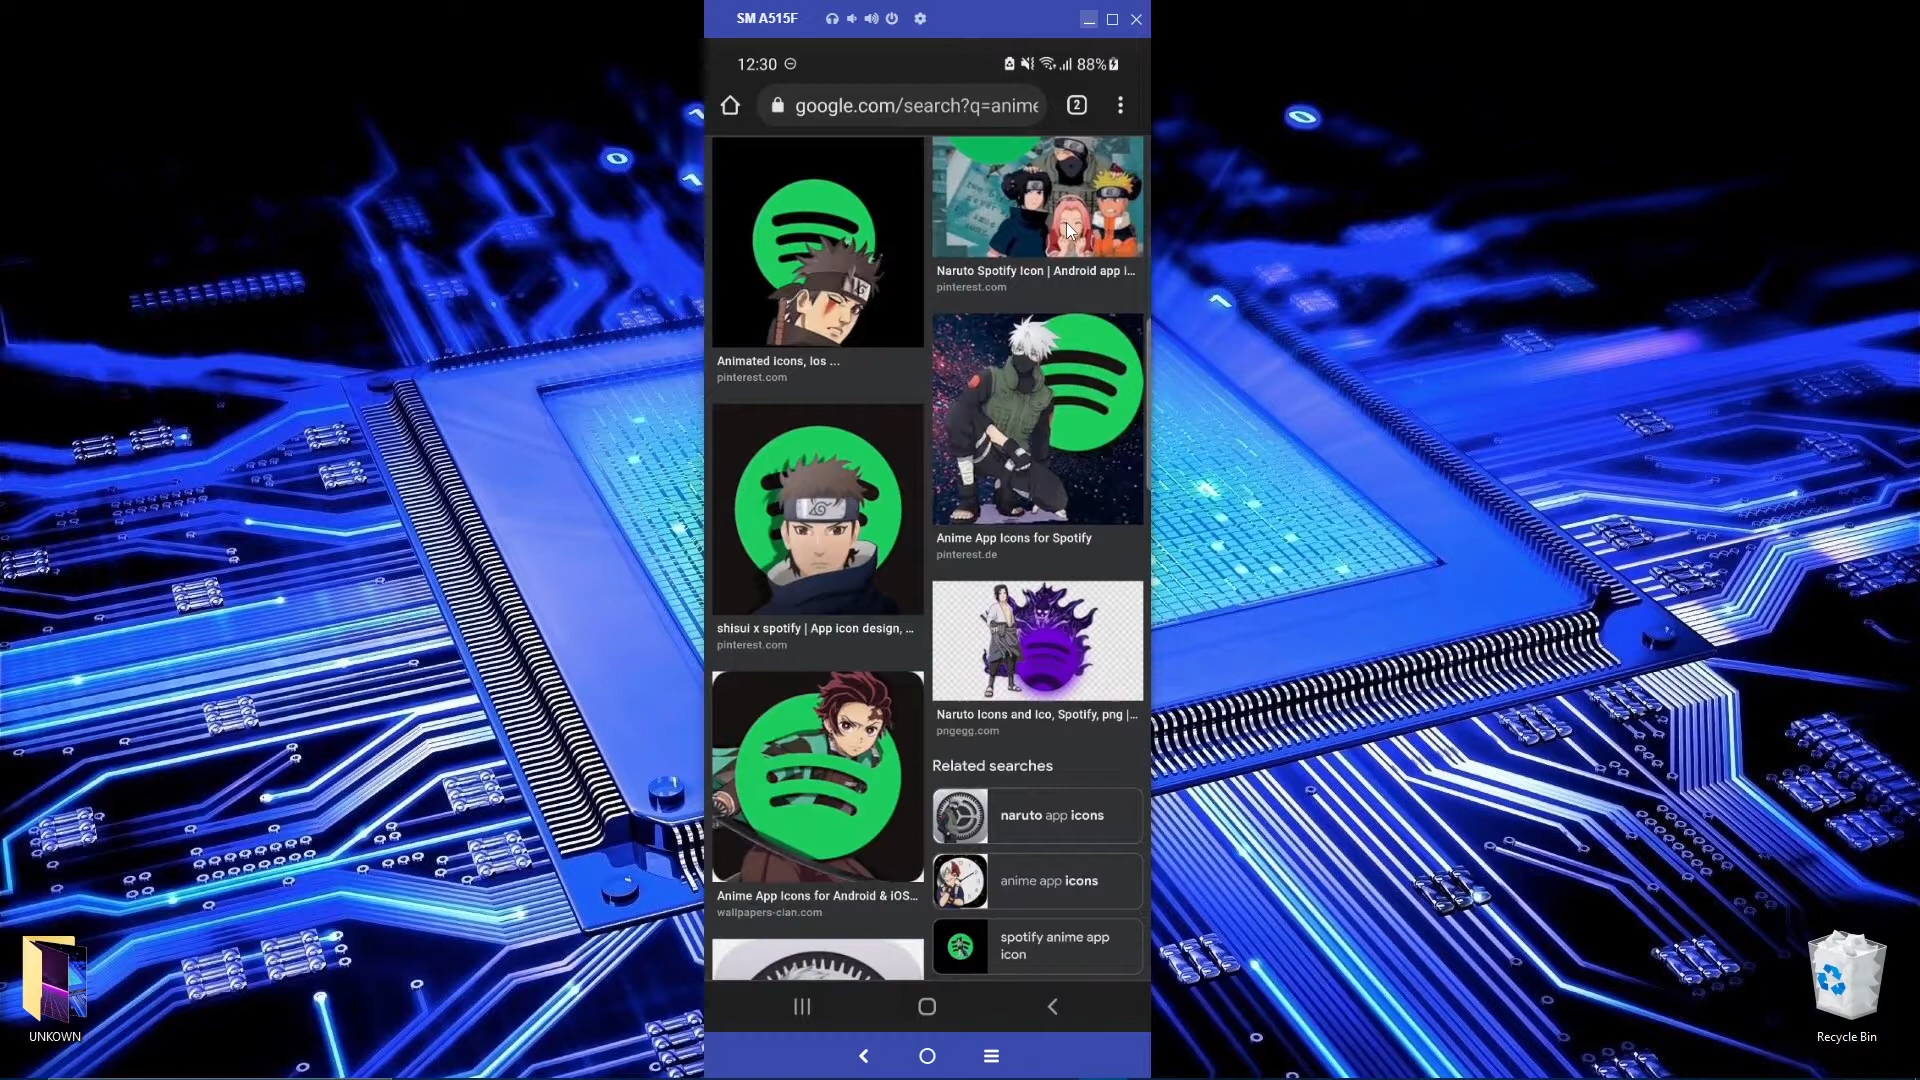 SM A515F
12:30
88%
google.com/search?q=anime
2
Animated icons, Ios ...
pinterest.com
shisui x spotify | App icon design, ...
pinterest.com
Anime App Icons for Android & iOS...
wallpapers-clan.com
Naruto Spotify Icon | Android app i...
pinterest.com
Anime App Icons for Spotify
pinterest.de
Naruto Icons and Ico, Spotify, png |...
pngegg.com
Related searches
naruto app icons
anime app icons
spotify anime app
icon
UNKOWN
Recycle Bin